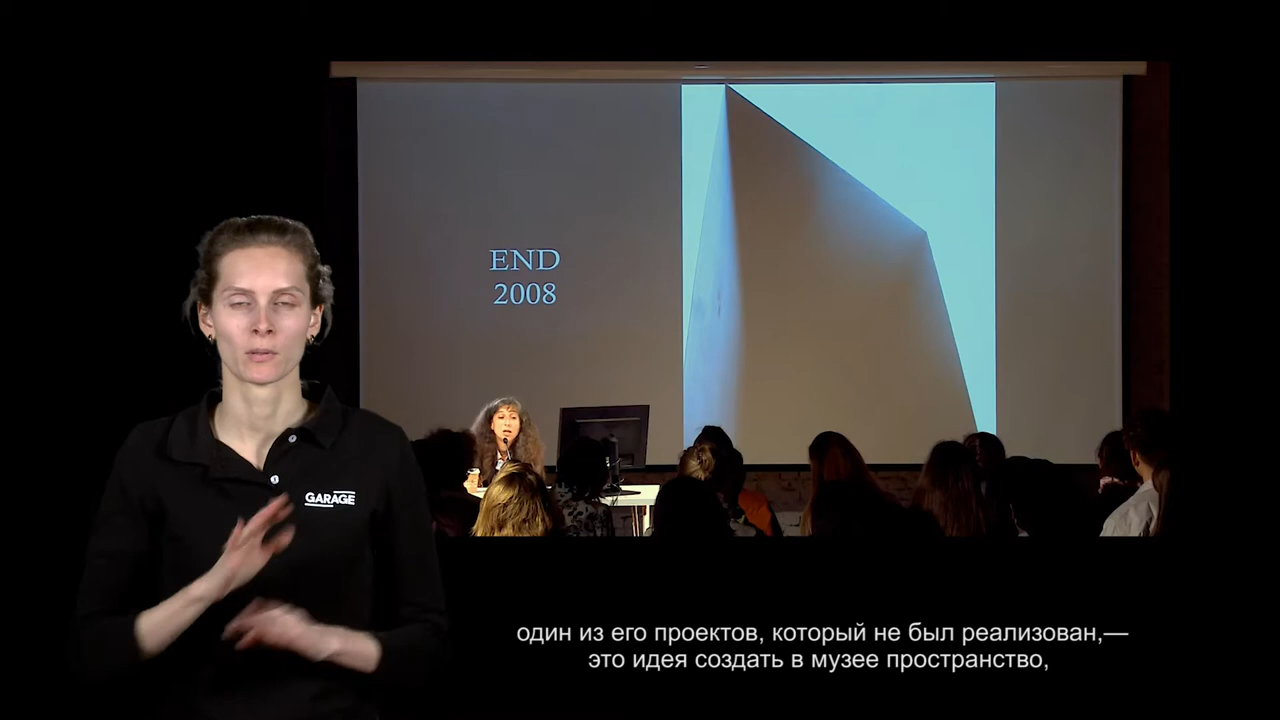 END
2008
GARAGE
один из его проектов, который не был реализован,—
это идея создать в музее пространство,